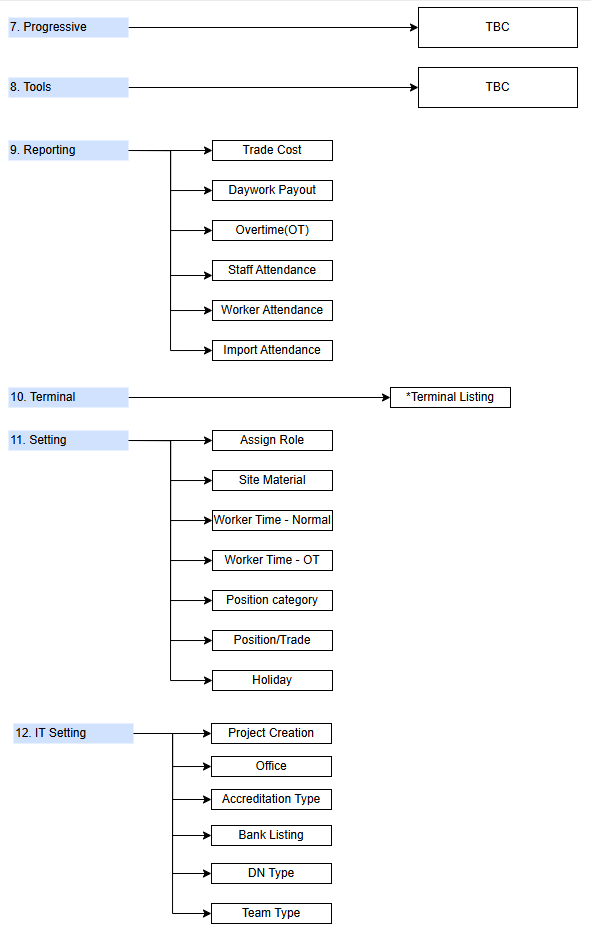 7. Progressive
TBC
8. Tools
TBC
9. Reporting
Trade Cost
Daywork Payout
Overtime(OT)
Staff Attendance
Worker Attendance
Import Attendance
10. Terminal
*Terminal Listing
11. Setting
Assign Role
Site Material
Worker Time - Normal
Worker Time - OT
Position category
Position/Trade
Holiday
12. IT Setting
Project Creation
Office
Accreditation Type
Bank Listing
DN Type
Team Type